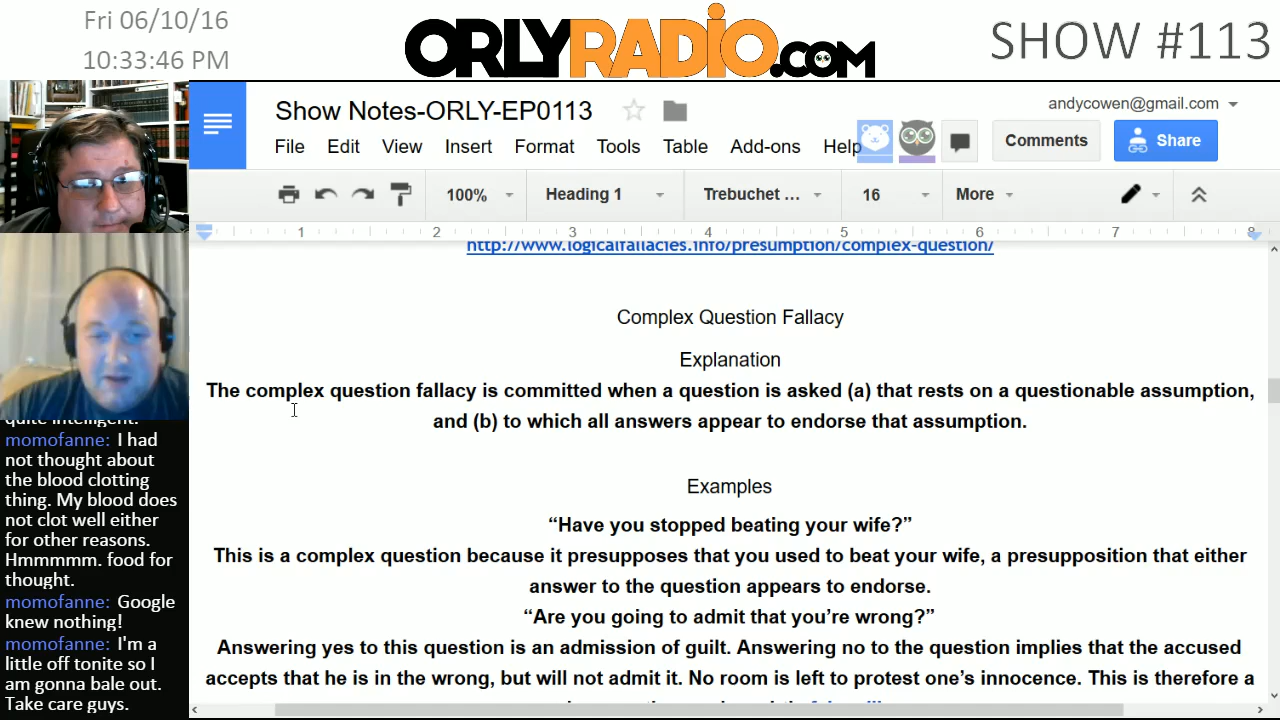 Fri 06/10/16
10:33:46 PM
ORLYRADiO.COM
SHOW #113
Show Notes-ORLY-EP0113
andycowen@gmail.com
File Edit View Insert Format Tools Table Add-ons Help
Comments
Share
100% Heading 1 Trebuchet ... 16 More
1 2 3 4 5 6 7 8
http://www.logicalfallacies.info/presumption/complex-question/
Complex Question Fallacy
Explanation
The complex question fallacy is committed when a question is asked (a) that rests on a questionable assumption,
and (b) to which all answers appear to endorse that assumption.
Examples
“Have you stopped beating your wife?”
This is a complex question because it presupposes that you used to beat your wife, a presupposition that either
answer to the question appears to endorse.
“Are you going to admit that you’re wrong?”
Answering yes to this question is an admission of guilt. Answering no to the question implies that the accused
accepts that he is in the wrong, but will not admit it. No room is left to protest one’s innocence. This is therefore a
quite intelligent.
momofanne: I had
not thought about
the blood clotting
thing. My blood does
not clot well either
for other reasons.
Hmmmmm. food for
thought.
momofanne: Google
knew nothing!
momofanne: I'm a
little off tonite so I
am gonna bale out.
Take care guys.